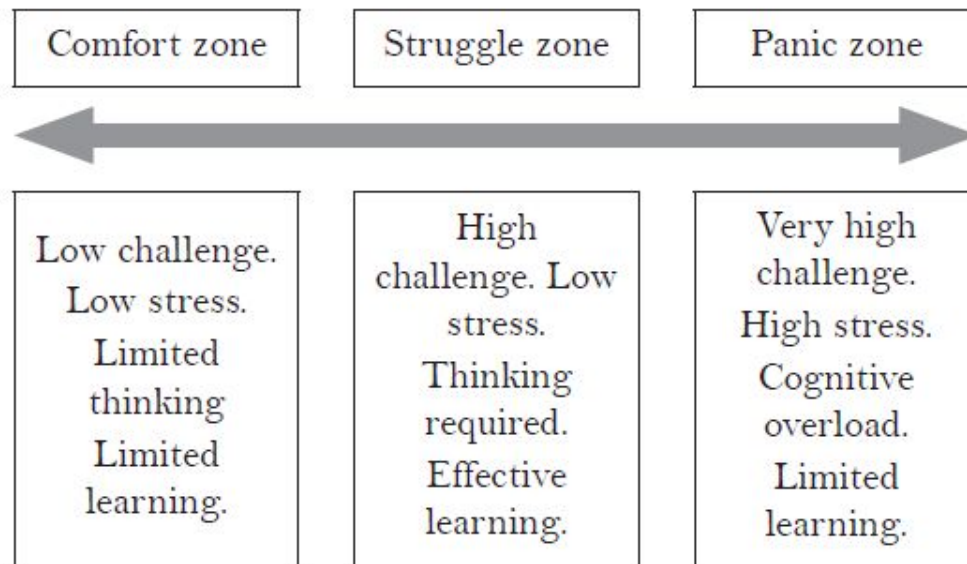 Comfort zone
Struggle zone
Panic zone
Low challenge.
Low stress.
Limited
thinking
Limited
learning.
High
challenge. Low
stress.
Thinking
required.
Effective
learning.
Very high
challenge.
High stress.
Cognitive
overload.
Limited
learning.